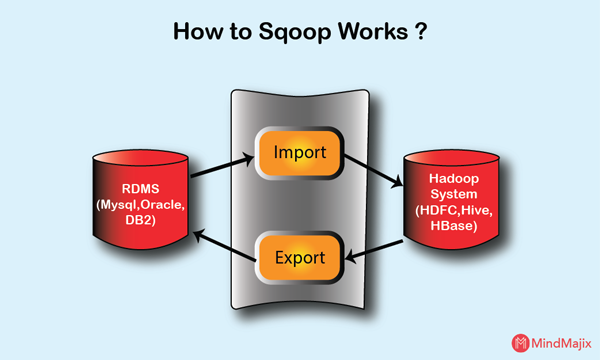 How to Sqoop Works ?
RDMS
(Mysql,Oracle,
DB2)
Import
Export
Hadoop
System
(HDFC,Hive,
HBase)
MindMajix